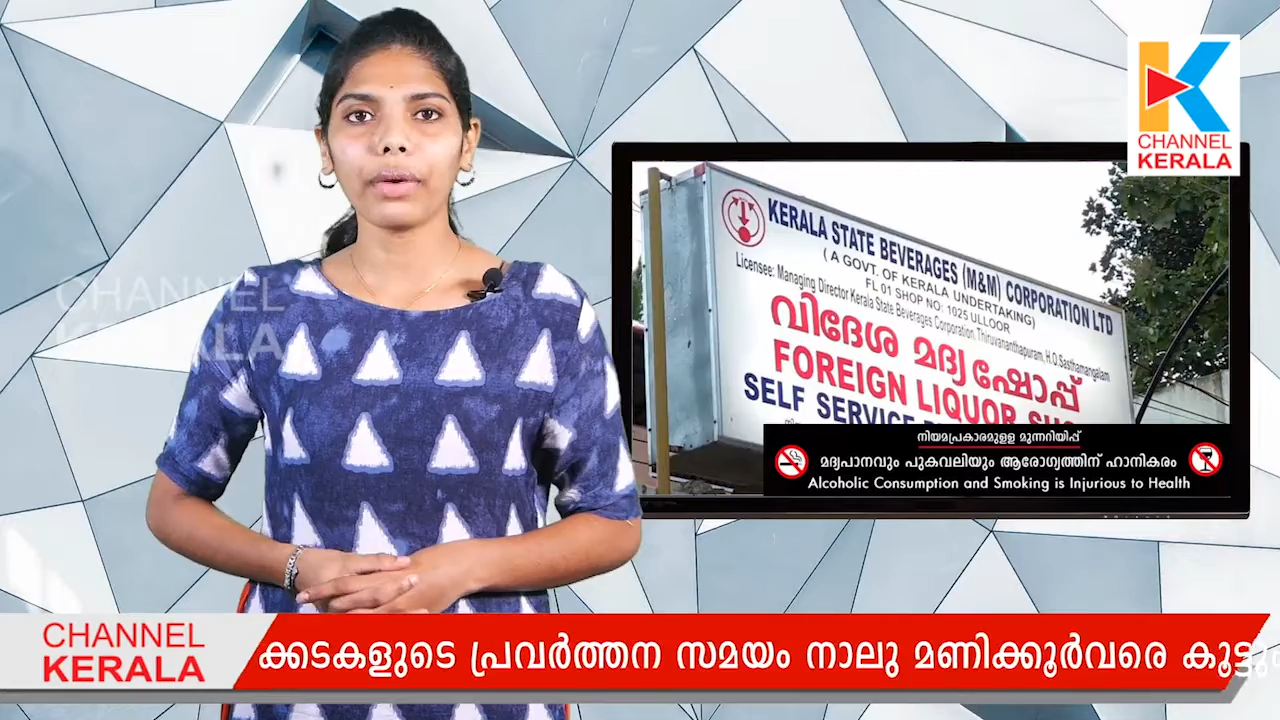 CHANNEL
KERALA
CHANNEL
KERALA
KERALA STATE BEVERAGES (M&M) CORPORATION LTD
( A GOVT. OF KERALA UNDERTAKING)
FL 01 SHOP NO: 1025 ULLOOR
Licensee: Managing Director Kerala State Beverages Corporation, Thiruvananthapuram, H.O.Sasthamangalam
വിദേശ മദ്യ ഷോപ്പ്
FOREIGN LIQUOR
SELF SERVICE
നിയമപ്രകാരമുള്ള മുന്നറിയിപ്പ്
മദ്യപാനവും പുകവലിയും ആരോഗ്യത്തിന് ഹാനികരം
Alcoholic Consumption and Smoking is Injurious to Health
CHANNEL
KERALA
ക്കടകളുടെ പ്രവർത്തന സമയം നാലു മണിക്കൂർവരെ